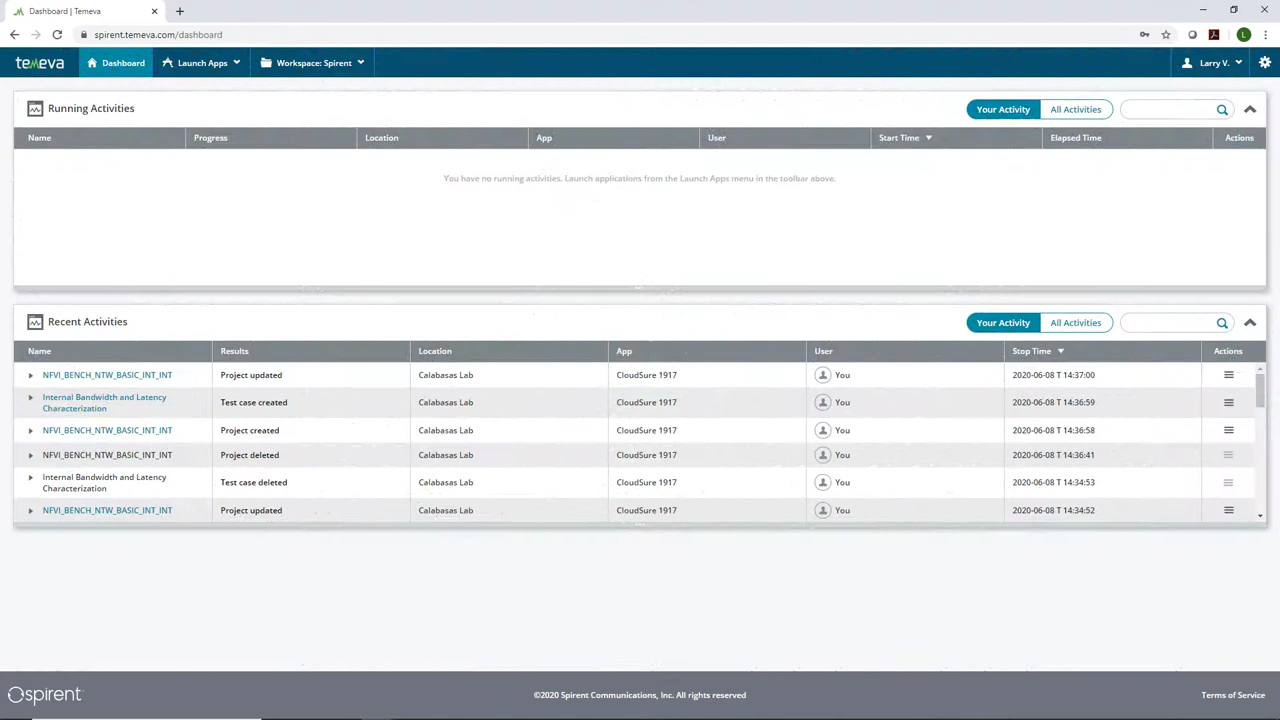 Dashboard | Temeva
spirent.temeva.com/dashboard
L
temeva Dashboard Launch Apps Workspace: Spirent Larry V.
Running Activities Your Activity All Activities
Name Progress Location App User Start Time Elapsed Time Actions
You have no running activities. Launch applications from the Launch Apps menu in the toolbar above.
Recent Activities Your Activity All Activities
Name Results Location App User Stop Time Actions
NFVI_BENCH_NTW_BASIC_INT_INT Project updated Calabasas Lab CloudSure 1917 You 2020-06-08 T 14:37:00
Internal Bandwidth and Latency
Characterization Test case created Calabasas Lab CloudSure 1917 You 2020-06-08 T 14:36:59
NFVI_BENCH_NTW_BASIC_INT_INT Project created Calabasas Lab CloudSure 1917 You 2020-06-08 T 14:36:58
NFVI_BENCH_NTW_BASIC_INT_INT Project deleted Calabasas Lab CloudSure 1917 You 2020-06-08 T 14:36:41
Internal Bandwidth and Latency
Characterization Test case deleted Calabasas Lab CloudSure 1917 You 2020-06-08 T 14:34:53
NFVI_BENCH_NTW_BASIC_INT_INT Project updated Calabasas Lab CloudSure 1917 You 2020-06-08 T 14:34:52
spirent ©2020 Spirent Communications, Inc. All rights reserved Terms of Service